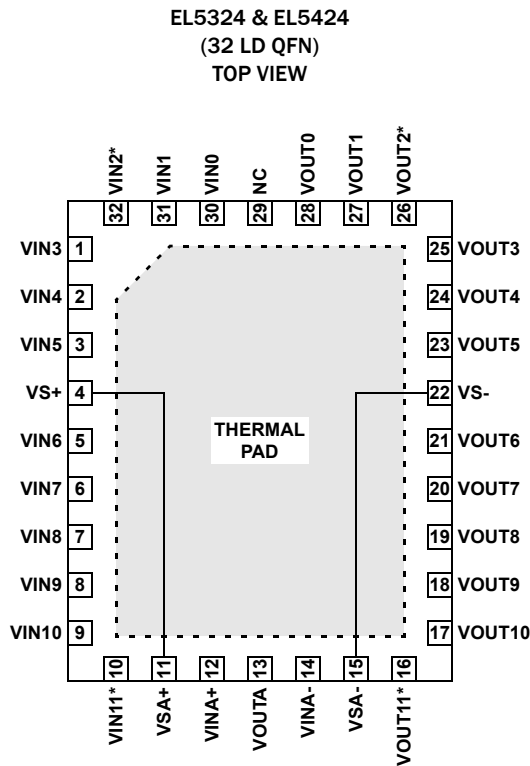 EL5324 & EL5424
(32 LD QFN)
TOP VIEW
VIN2*
VIN1
VIN0
NC
VOUT0
VOUT1
VOUT2*
32
31
30
29
28
27
26
VIN3 1
25 VOUT3
VIN4 2
24 VOUT4
VIN5 3
23 VOUT5
VS+ 4
22 VS-
THERMAL
PAD
VIN6 5
21 VOUT6
VIN7 6
20 VOUT7
VIN8 7
19 VOUT8
VIN9 8
18 VOUT9
VIN10 9
17 VOUT10
10
11
12
13
14
15
16
VIN11*
VSA+
VINA+
VOUTA
VINA-
VSA-
VOUT11*